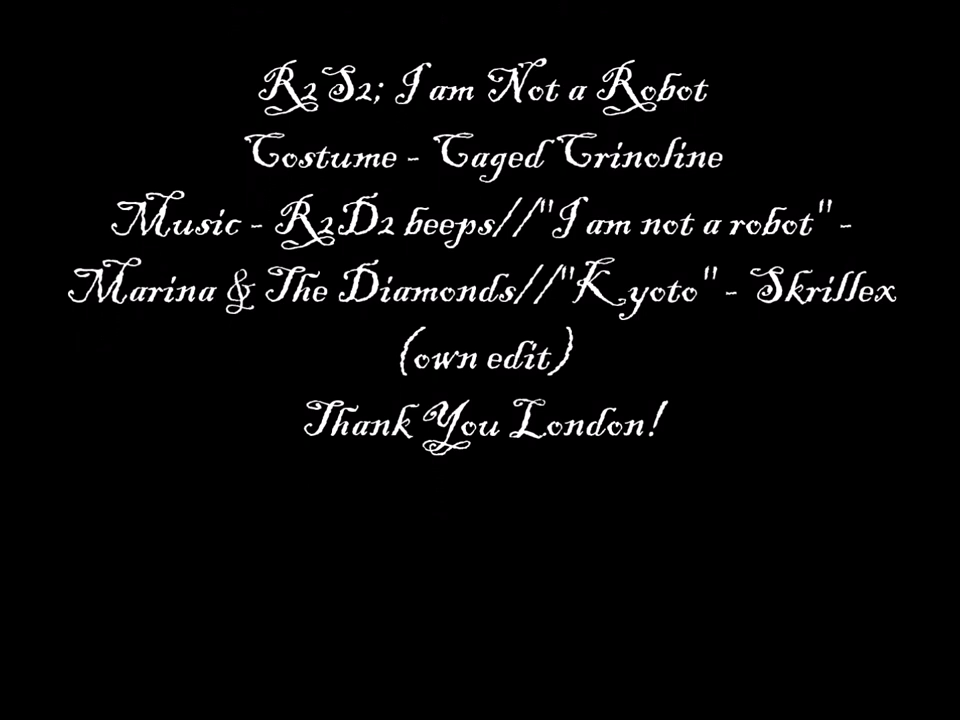 R2S2; I am Not a Robot
Costume - Caged Crinoline
Music - R2D2 beeps//"I am not a robot" -
Marina & The Diamonds//"Kyoto" - Skrillex
(own edit)
Thank You London!